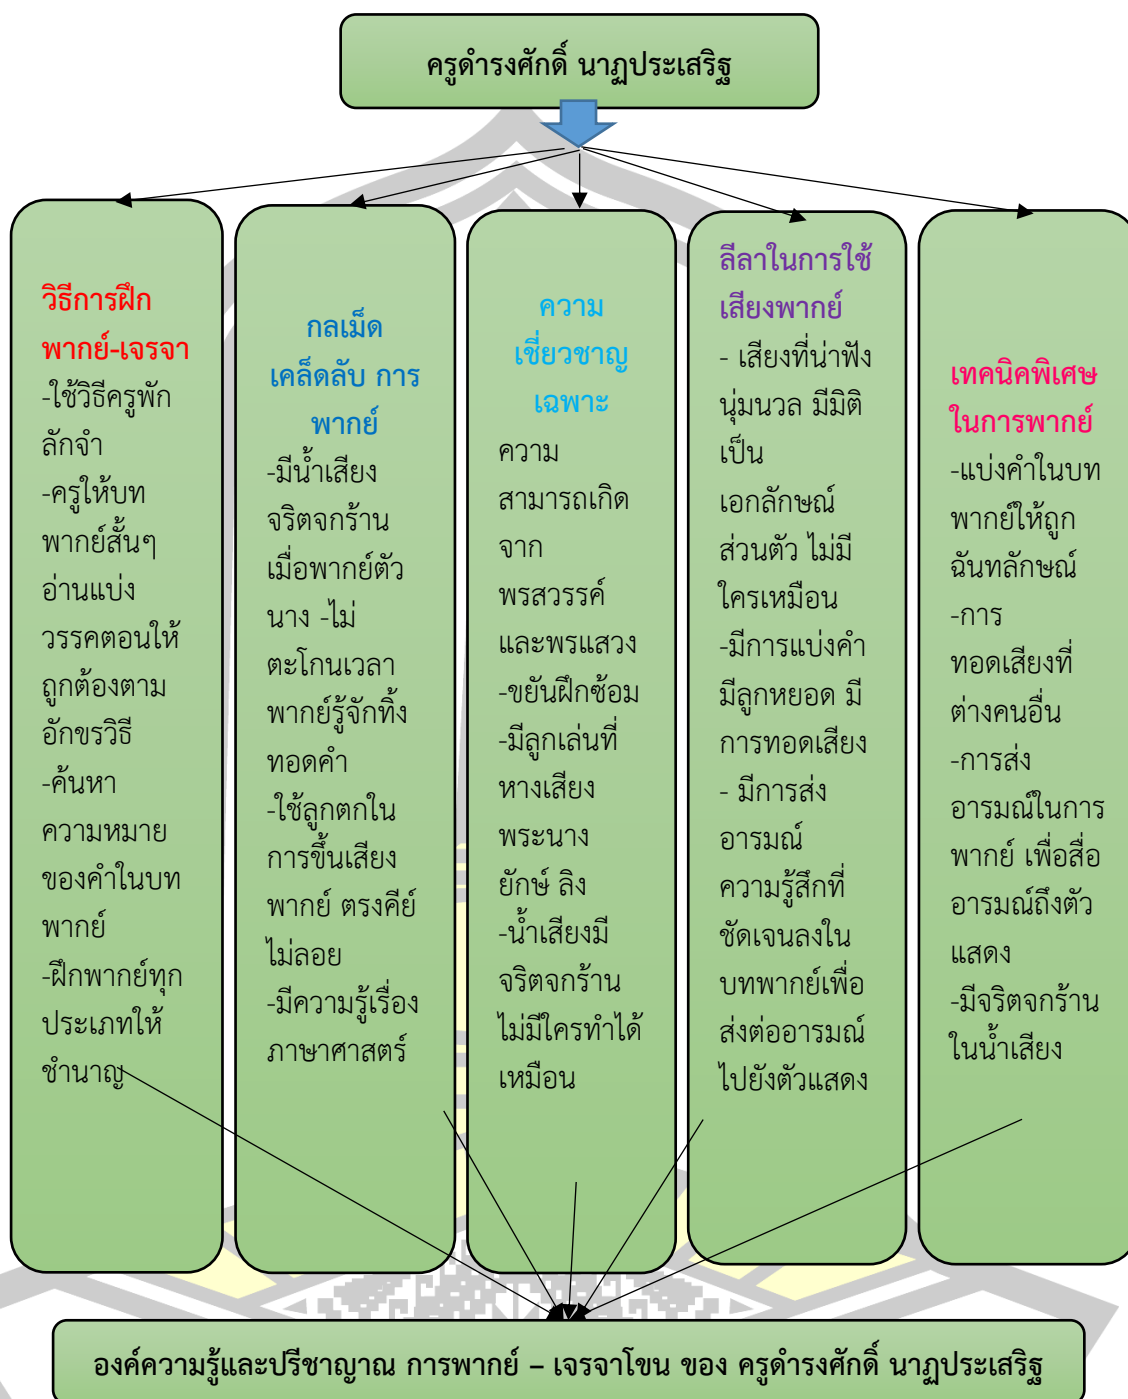 ครูดำรงศักดิ์ นาฏประเสริฐ
วิธีการฝึก
พากย์-เจรจา
-ใช้วิธีครูพัก
ลักจำ
-ครูให้บท
พากย์สั้นๆ
อ่านแบ่ง
วรรคตอนให้
ถูกต้องตาม
อักขรวิธี
-ค้นหา
ความหมาย
ของคำในบท
พากย์
-ฝึกพากย์ทุก
ประเภทให้
ชำนาญ
กลเม็ด
เคล็ดลับ การ
พากย์
-มีน้ำเสียง
จริตจกร้าน
เมื่อพากย์ตัว
นาง -ไม่
ตะโกนเวลา
พากย์รู้จักทิ้ง
ทอดคำ
-ใช้ลูกตกใน
การขึ้นเสียง
พากย์ ตรงคีย์
ไม่ลอย
-มีความรู้เรื่อง
ภาษาศาสตร์
ความ
เชี่ยวชาญ
เฉพาะ
ความ
สามารถเกิด
จาก
พรสวรรค์
และพรแสวง
-ขยันฝึกซ้อม
-มีลูกเล่นที่
หางเสียง
พระนาง
ยักษ์ ลิง
-น้ำเสียงมี
จริตจกร้าน
ไม่มีใครทำได้
เหมือน
ลีลาในการใช้
เสียงพากย์
- เสียงที่น่าฟัง
นุ่มนวล มีมิติ
เป็น
เอกลักษณ์
ส่วนตัว ไม่มี
ใครเหมือน
-มีการแบ่งคำ
มีลูกหยอด มี
การทอดเสียง
- มีการส่ง
อารมณ์
ความรู้สึกที่
ชัดเจนลงใน
บทพากย์เพื่อ
ส่งต่ออารมณ์
ไปยังตัวแสดง
เทคนิคพิเศษ
ในการพากย์
-แบ่งคำในบท
พากย์ให้ถูก
ฉันทลักษณ์
-การ
ทอดเสียงที่
ต่างคนอื่น
-การส่ง
อารมณ์ในการ
พากย์ เพื่อสื่อ
อารมณ์ถึงตัว
แสดง
-มีจริตจกร้าน
ในน้ำเสียง
องค์ความรู้และปรีชาญาณ การพากย์ – เจรจาโขน ของ ครูดำรงศักดิ์ นาฏประเสริฐ